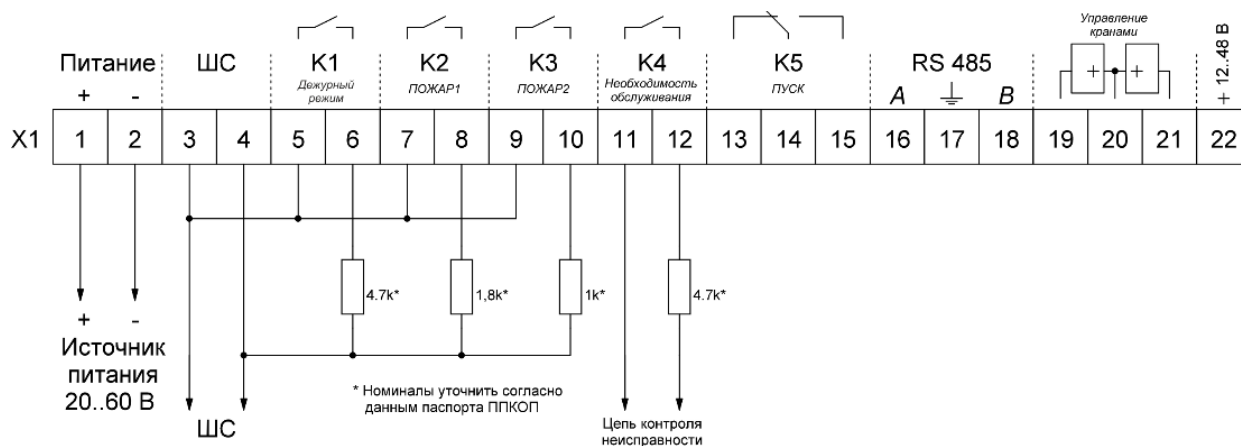 Управление
кранами
Питание ШС K1 K2 K3 K4 K5 RS 485
+ 12..48 В
Дежурный
режим
ПОЖАР1
ПОЖАР2
Необходимость
обслуживания
ПУСК
+ - A B + +
X1 1 2 3 4 5 6 7 8 9 10 11 12 13 14 15 16 17 18 19 20 21 22
4.7k* 1,8k* 1k* 4.7k*
+ -
Источник
питания
20..60 В
ШС
* Номиналы уточнить согласно
данным паспорта ППКОП
Цепь контроля
неисправности